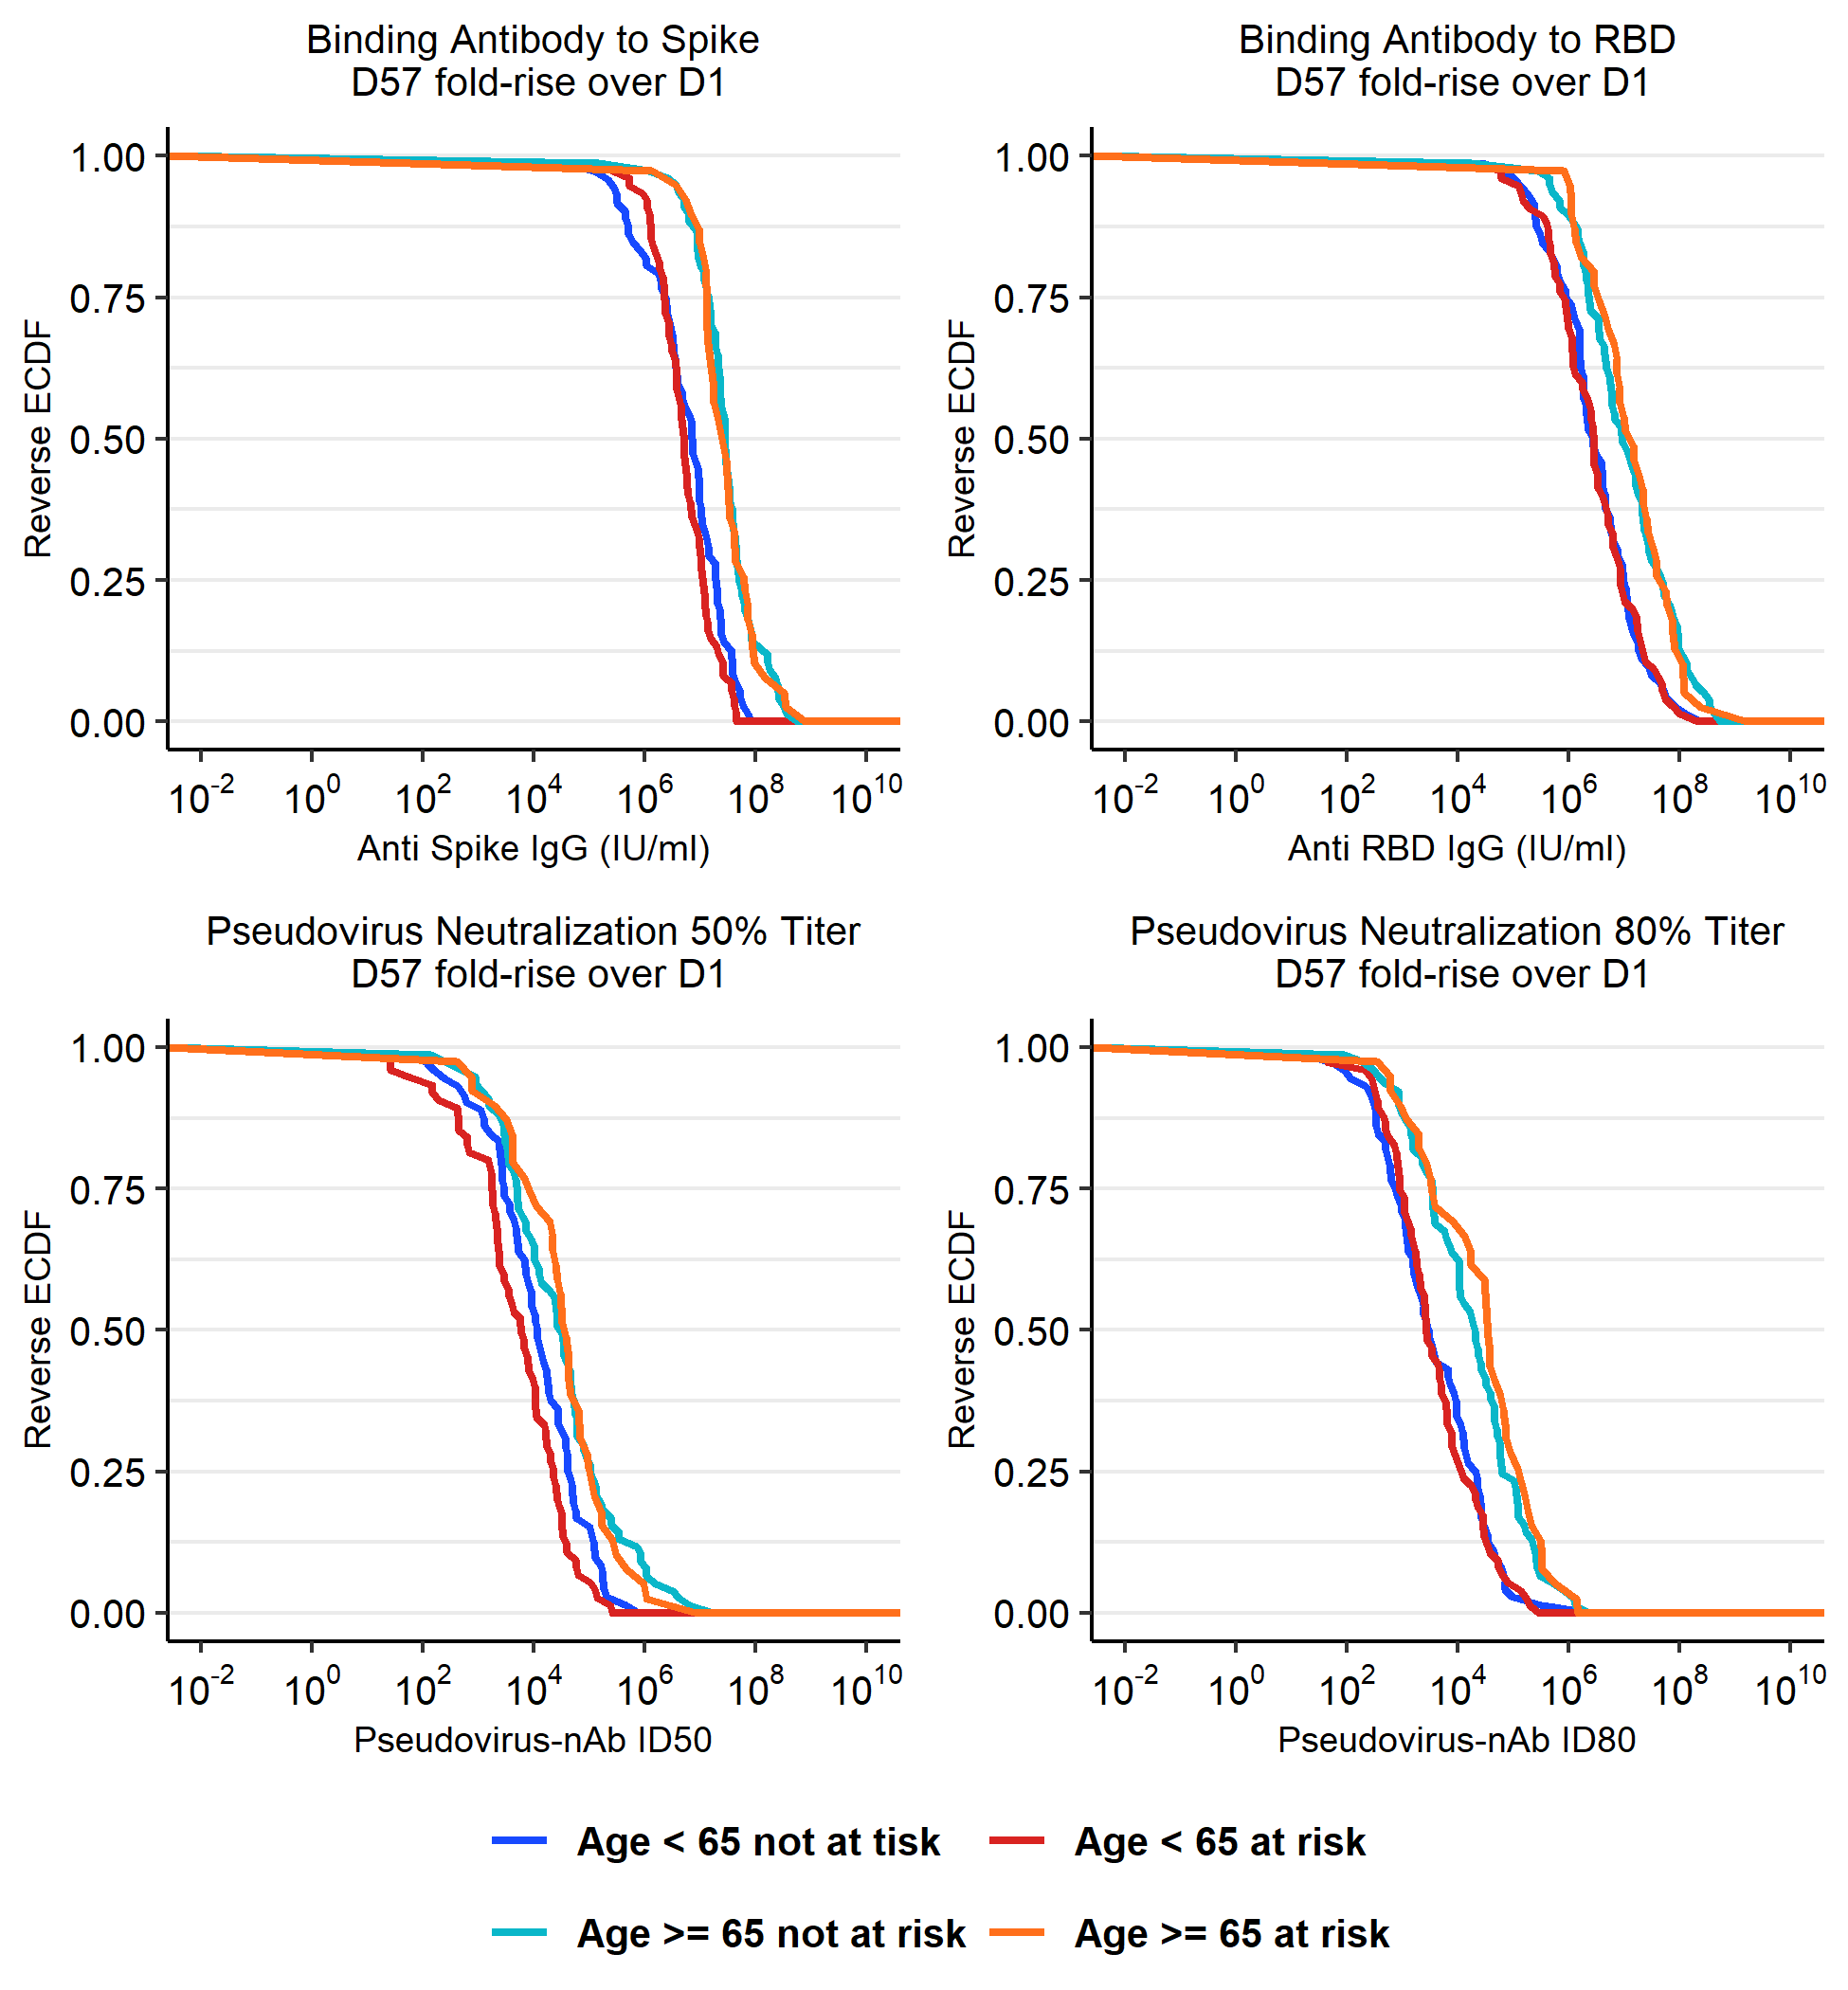 Binding Antibody to Spike
D57 fold-rise over D1
1.00
0.75
0.50
0.25
0.00
Reverse ECDF
10^-2 10^0 10^2 10^4 10^6 10^8 10^10
Anti Spike IgG (IU/ml)
Binding Antibody to RBD
D57 fold-rise over D1
1.00
0.75
0.50
0.25
0.00
Reverse ECDF
10^-2 10^0 10^2 10^4 10^6 10^8 10^10
Anti RBD IgG (IU/ml)
Pseudovirus Neutralization 50% Titer
D57 fold-rise over D1
1.00
0.75
0.50
0.25
0.00
Reverse ECDF
10^-2 10^0 10^2 10^4 10^6 10^8 10^10
Pseudovirus-nAb ID50
Pseudovirus Neutralization 80% Titer
D57 fold-rise over D1
1.00
0.75
0.50
0.25
0.00
Reverse ECDF
10^-2 10^0 10^2 10^4 10^6 10^8 10^10
Pseudovirus-nAb ID80
Age < 65 not at tisk
Age < 65 at risk
Age >= 65 not at risk
Age >= 65 at risk